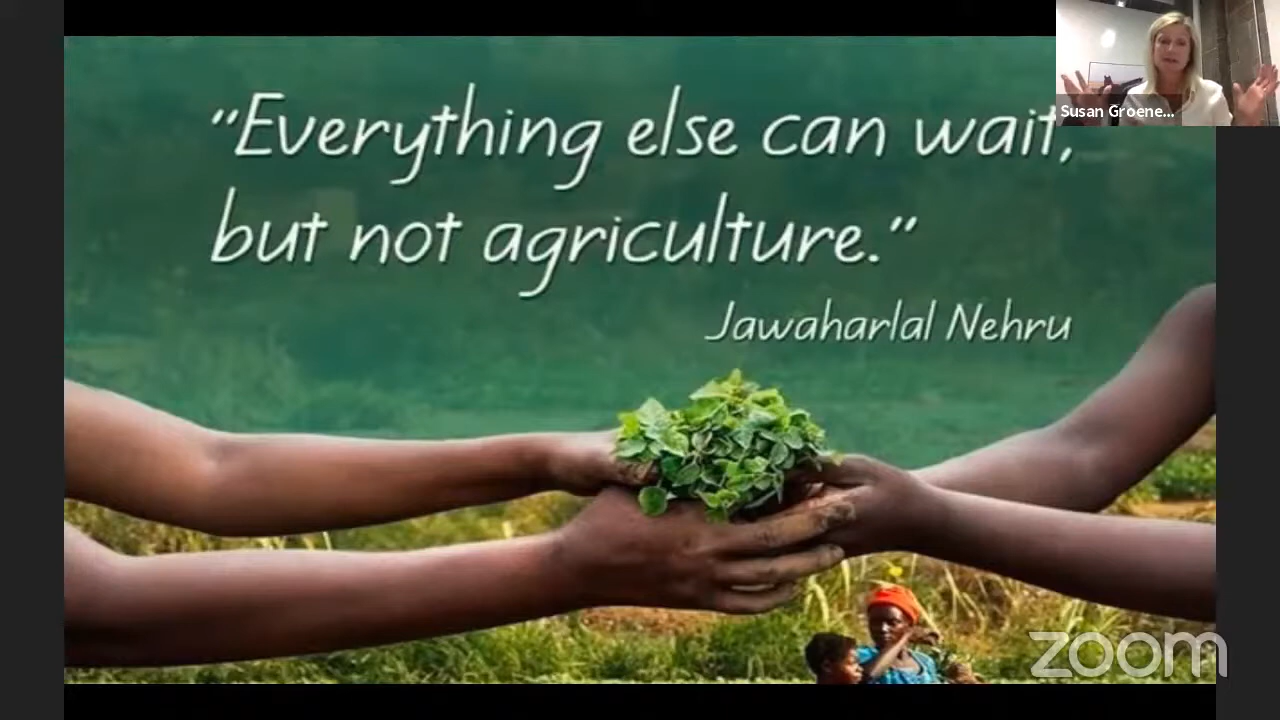 “Everything else can wait,
but not agriculture.”
Jawaharlal Nehru
Susan Groene...
zoom